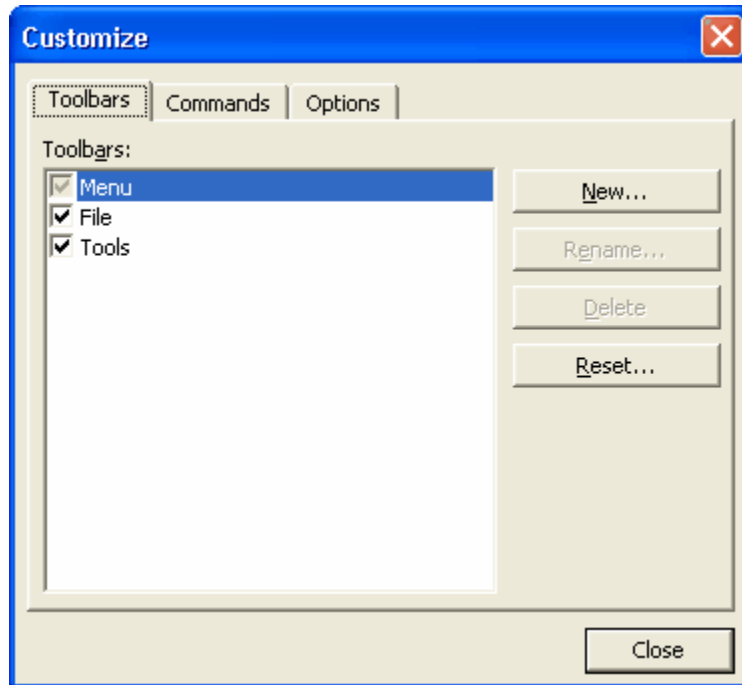 Customize
Toolbars Commands Options
Toolbars:
Menu
File
Tools
New...
Rename...
Delete
Reset...
Close